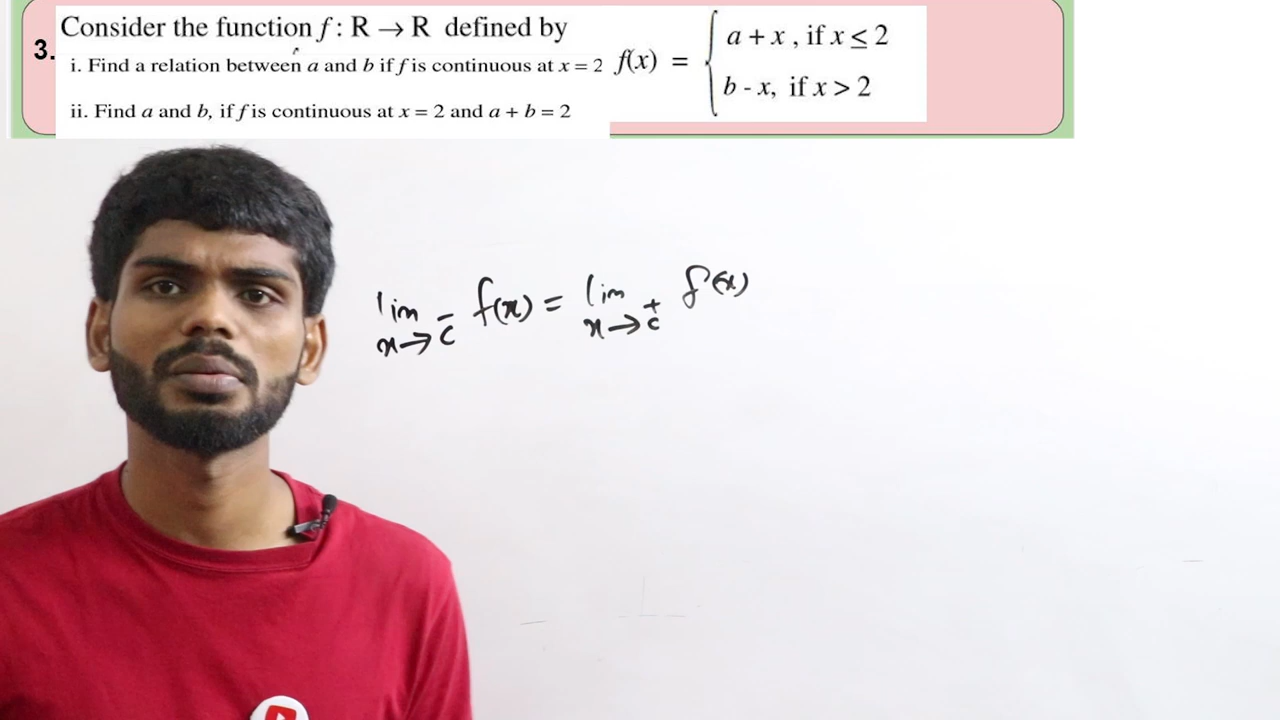 3. Consider the function f : R → R defined by
f(x) = { a + x , if x ≤ 2
b - x, if x > 2
i. Find a relation between a and b if f is continuous at x = 2
ii. Find a and b, if f is continuous at x = 2 and a + b = 2
lim x→c⁻ f(x) = lim x→c⁺ f(x)